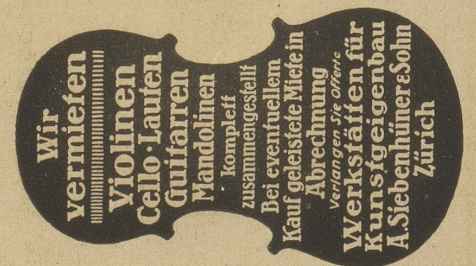 Wir
vermieten
Violinen
Cello·Lauten
Guitarren
Mandolinen
komplett
zusammengestellt
Bei eventuellem
Kauf geleistete Miete in
Abrechnung
Verlangen Sie Offerte
Werkstätten für
Kunstgeigenbau
A. Siebenhüner & Sohn
Zürich